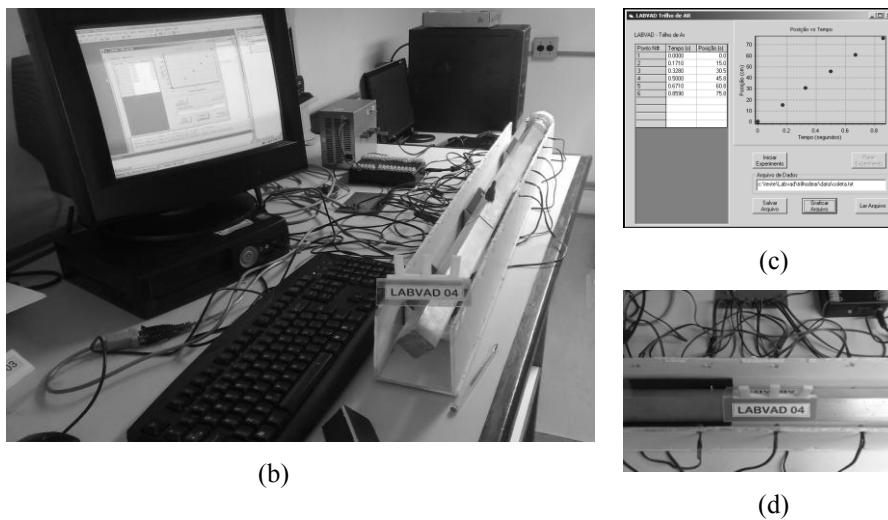 LABVAD 04
03
(b)
LABVAD Trilho de AR
LABVAD - Trilho de Ar
Ponto N# Tempo (s) Posição (s)
1 0.0000 0.0
2 0.1710 15.0
3 0.3280 30.5
4 0.5000 45.8
5 0.6710 60.8
6 0.8590 75.8
Posição vs Tempo
Posição (cm)
70
60
50
40
30
20
10
0
0 0.2 0.4 0.6 0.8
Tempo (segundos)
Iniciar Experimento
Parar Experimento
Arquivo de Dados
Salvar Arquivo
Graficar Arquivo
Ler Arquivo
(c)
LABVAD 04
(d)